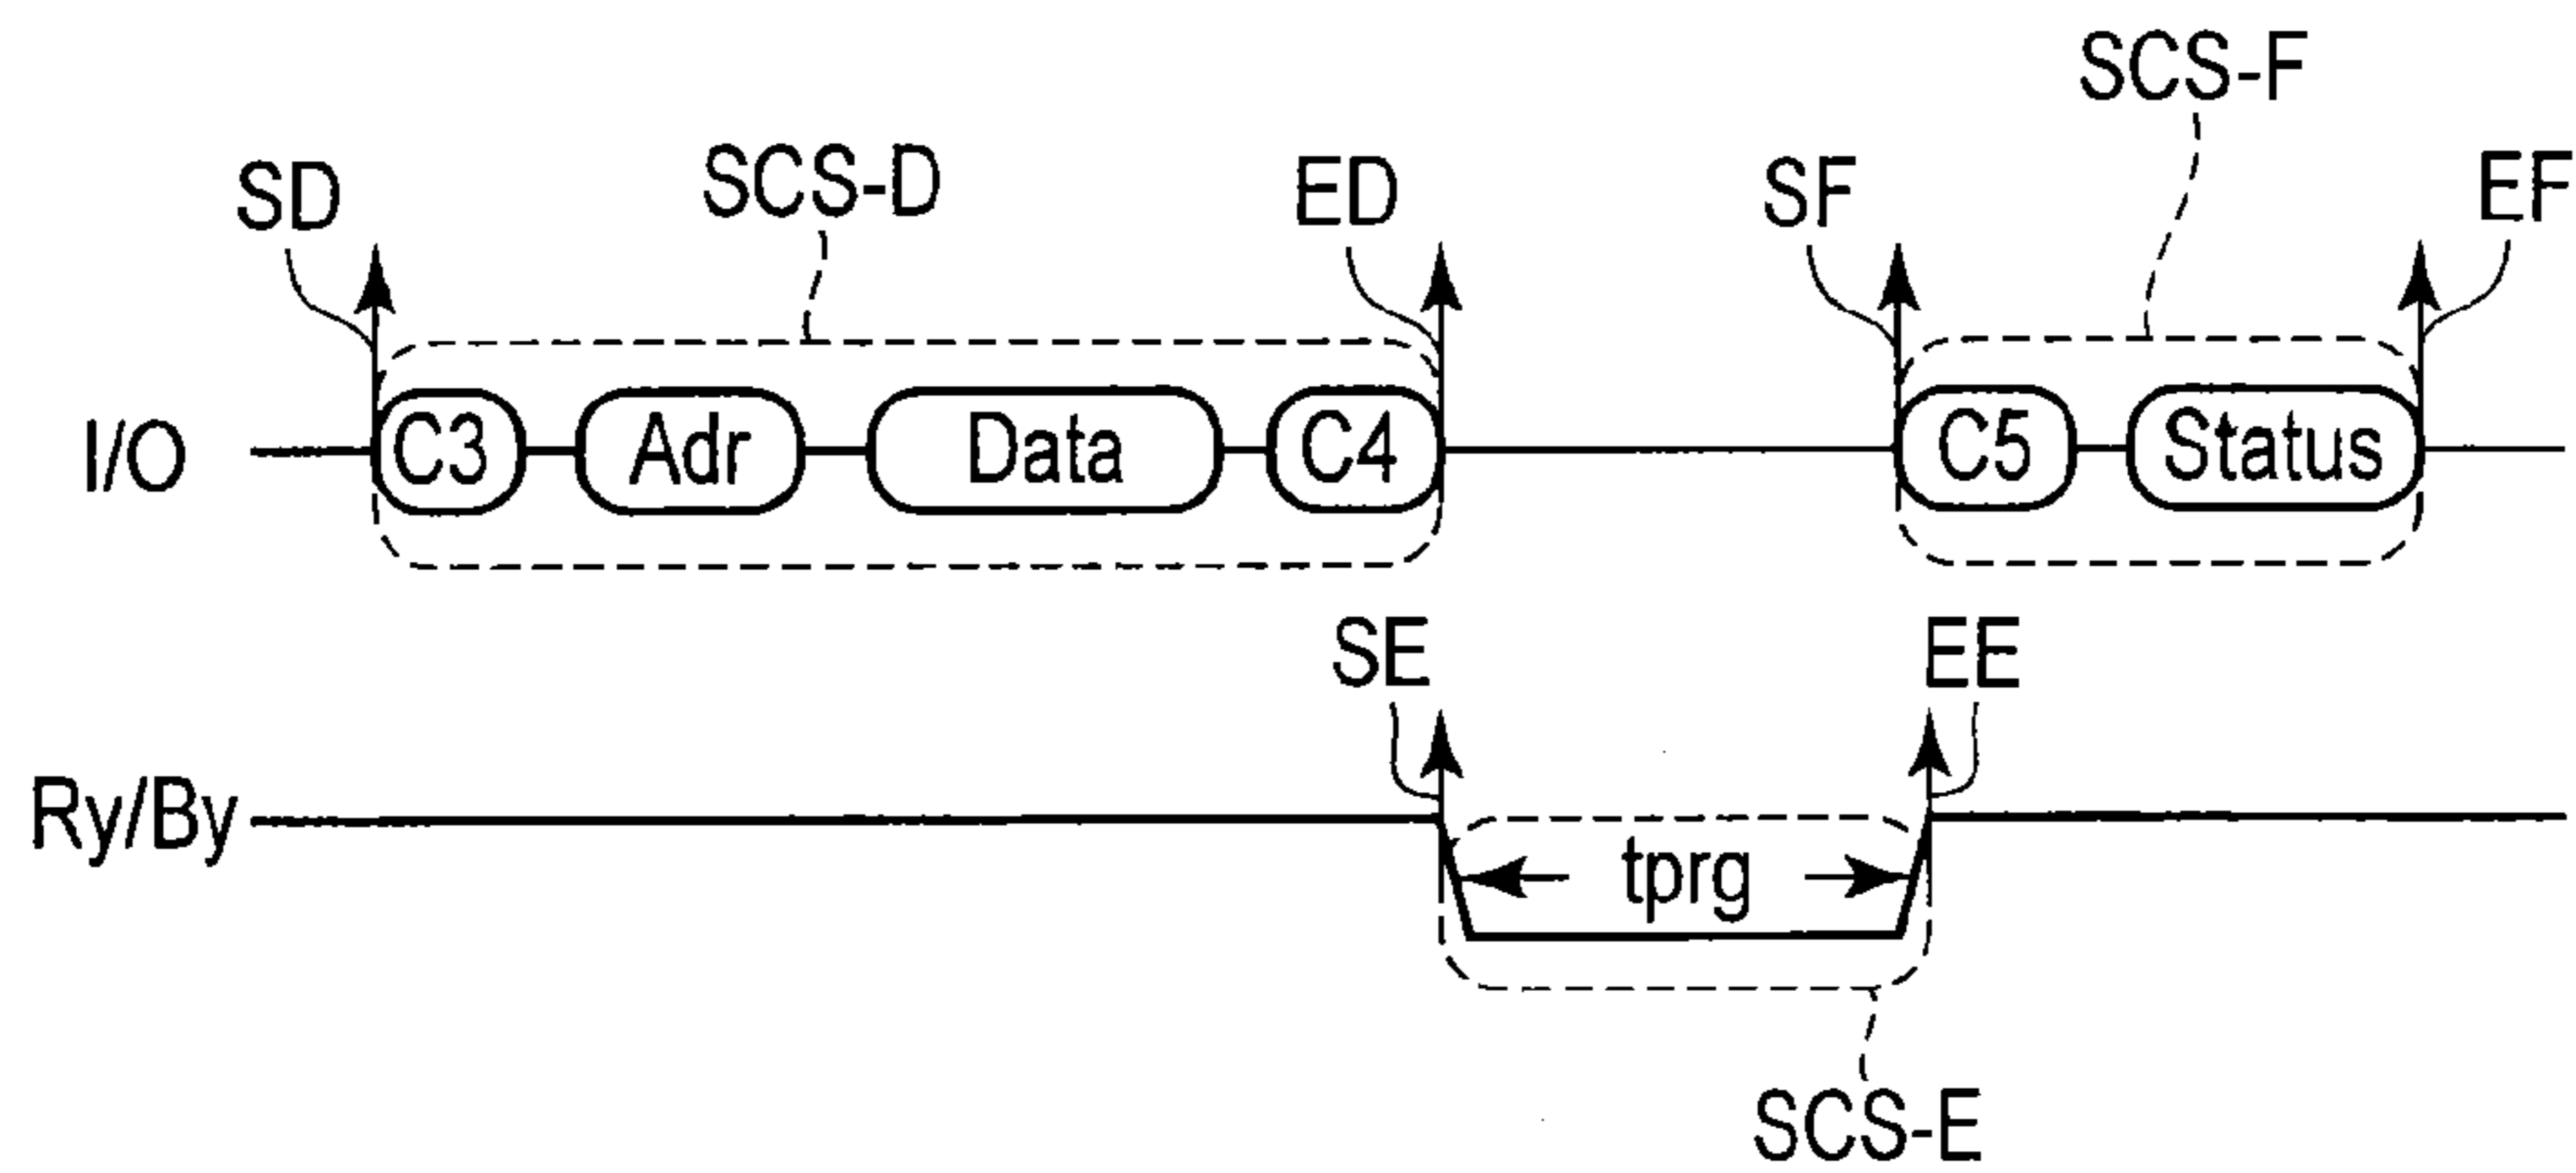 SCS-F
SD SCS-D ED SF EF
I/O C3 Adr Data C4 C5 Status
SE EE
Ry/By tprg
SCS-E